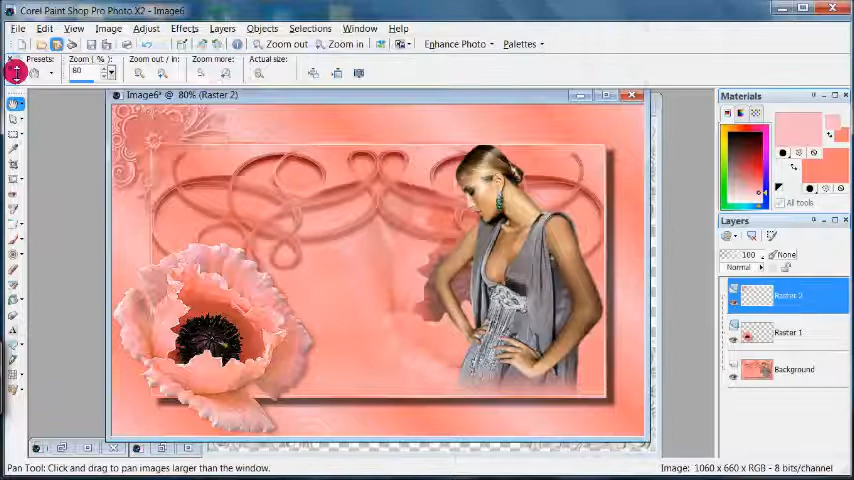 Corel Paint Shop Pro Photo X2 - Image6
File Edit View Image Adjust Effects Layers Objects Selections Window Help
Zoom out Zoom in Enhance Photo Palettes
Presets: Zoom ( % ): Zoom out / in: Zoom more: Actual size:
80
Image6* @ 80% (Raster 2)
Materials
All tools
Layers
100 None
Normal
Raster 2
Raster 1
Background
Pan Tool: Click and drag to pan images larger than the window.
Image: 1060 x 660 x RGB - 8 bits/channel